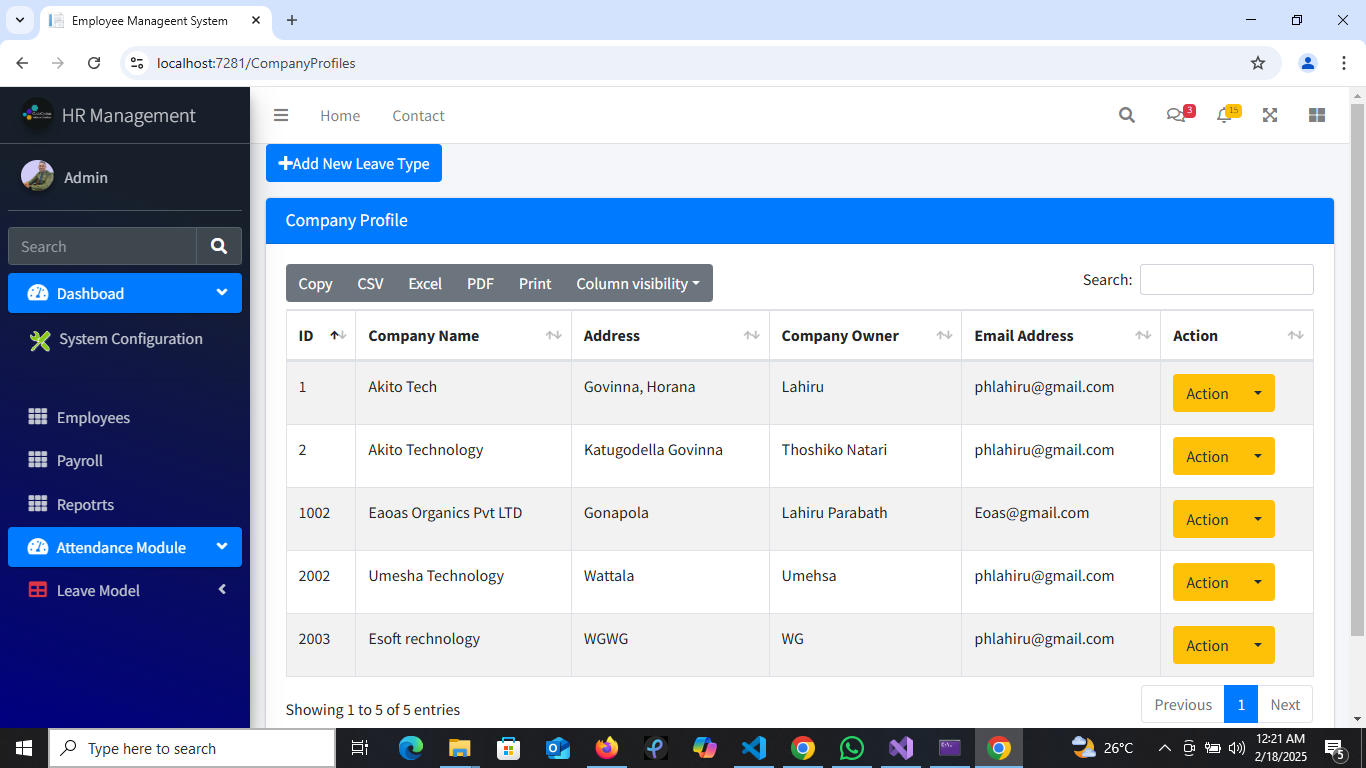 Employee Mangeent System
localhost:7281/CompanyProfiles
HR Management
Home Contact
3
15
Add New Leave Type
Admin
Company Profile
Search
Copy CSV Excel PDF Print Column visibility
Search:
Dashboad
System Configuration
Employees
Payroll
Repotrts
Attendance Module
Leave Model
ID Company Name Address Company Owner Email Address Action
1 Akito Tech Govinna, Horana Lahiru phlahiru@gmail.com Action
2 Akito Technology Katugodella Govinna Thoshiko Natari phlahiru@gmail.com Action
1002 Eaoas Organics Pvt LTD Gonapola Lahiru Parabath Eoas@gmail.com Action
2002 Umesha Technology Wattala Umehsa phlahiru@gmail.com Action
2003 Esoft rechnology WGWG WG phlahiru@gmail.com Action
Showing 1 to 5 of 5 entries
Previous 1 Next
Type here to search
26°C
12:21 AM
2/18/2025
5